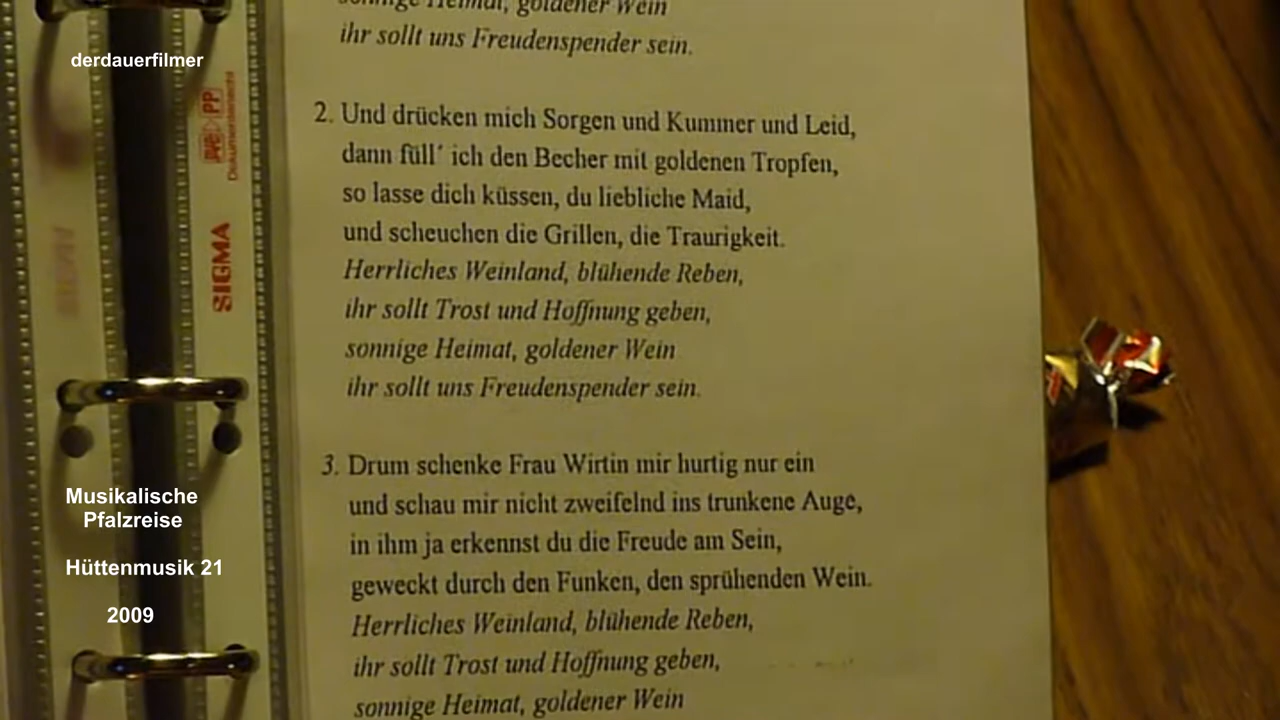 derdauerfilmer
PP
Dokumentenecht
SIGMA
Musikalische
Pfalzreise
Hüttenmusik 21
2009
sonnige Heimat, goldener Wein
ihr sollt uns Freudenspender sein.
2. Und drücken mich Sorgen und Kummer und Leid,
dann füll´ ich den Becher mit goldenen Tropfen,
so lasse dich küssen, du liebliche Maid,
und scheuchen die Grillen, die Traurigkeit.
Herrliches Weinland, blühende Reben,
ihr sollt Trost und Hoffnung geben,
sonnige Heimat, goldener Wein
ihr sollt uns Freudenspender sein.
3. Drum schenke Frau Wirtin mir hurtig nur ein
und schau mir nicht zweifelnd ins trunkene Auge,
in ihm ja erkennst du die Freude am Sein,
geweckt durch den Funken, den sprühenden Wein.
Herrliches Weinland, blühende Reben,
ihr sollt Trost und Hoffnung geben,
sonnige Heimat, goldener Wein